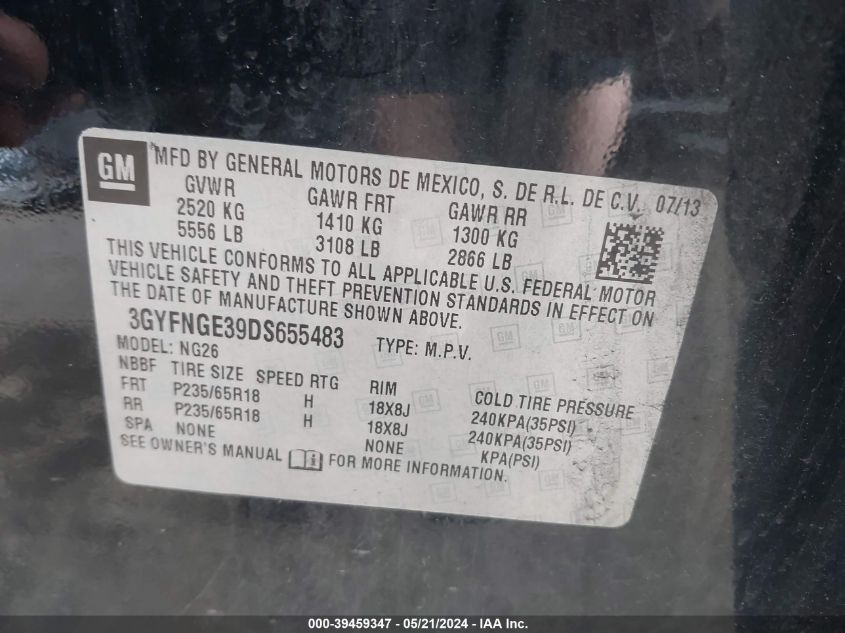 GM MFD BY GENERAL MOTORS DE MEXICO, S. DE R.L. DE C.V. 07/13
GVWR GAWR FRT GAWR RR
2520 KG 1410 KG 1300 KG
5556 LB 3108 LB 2866 LB
THIS VEHICLE CONFORMS TO ALL APPLICABLE U.S. FEDERAL MOTOR
VEHICLE SAFETY AND THEFT PREVENTION STANDARDS IN EFFECT ON
THE DATE OF MANUFACTURE SHOWN ABOVE.
3GYFNGE39DS655483 TYPE: M.P.V.
MODEL: NG26
NBBF TIRE SIZE SPEED RTG RIM COLD TIRE PRESSURE
FRT P235/65R18 H 18X8J 240KPA(35PSI)
RR P235/65R18 H 18X8J 240KPA(35PSI)
SPA NONE NONE KPA(PSI)
SEE OWNER'S MANUAL i FOR MORE INFORMATION.
000-39459347 - 05/21/2024 - IAA Inc.